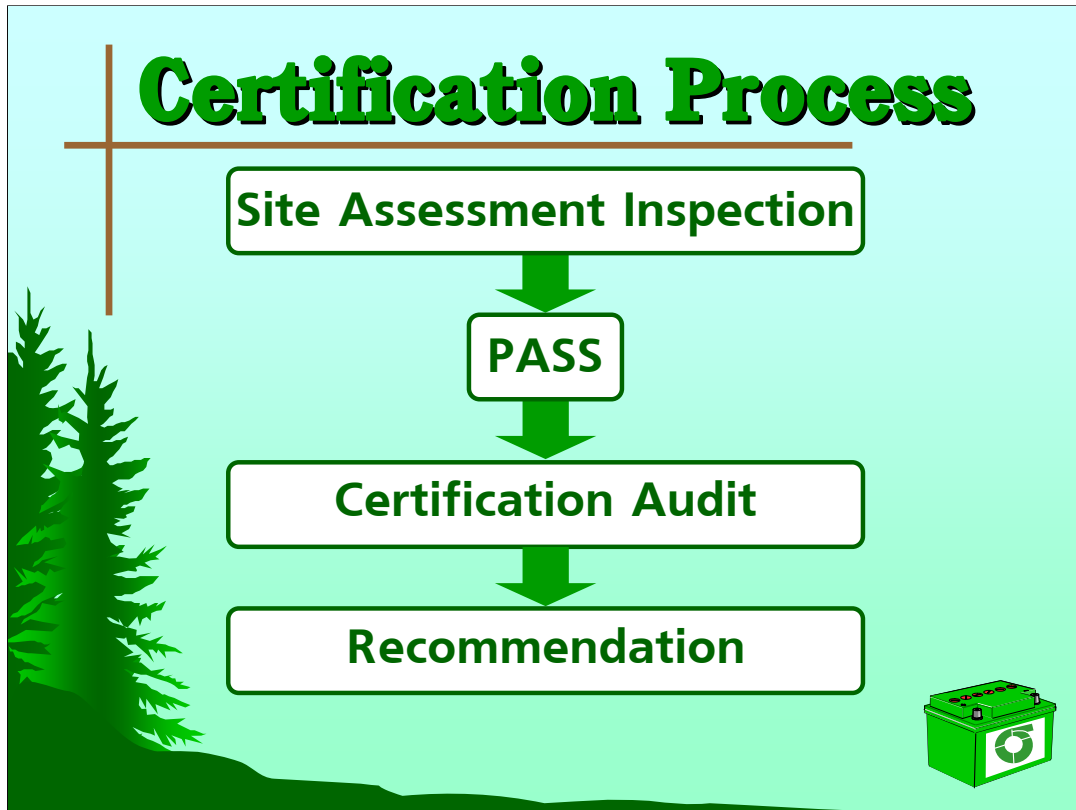 Certification Process
Site Assessment Inspection
PASS
Certification Audit
Recommendation